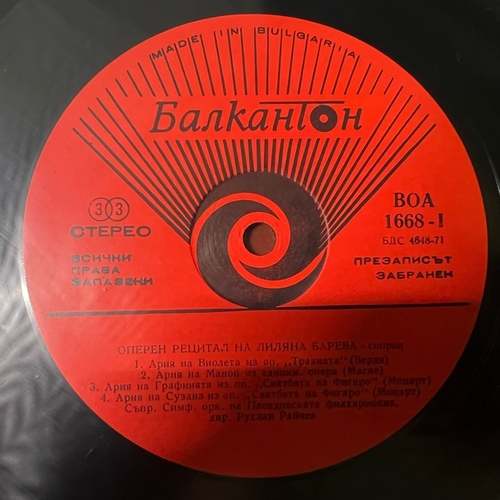 MADE IN BULGARIA
Балкантон
33
СТЕРЕО
ВСИЧКИ
ПРАВА
ЗАПАЗЕНИ
ВОА
1668-I
БДС 4648-71
ПРЕЗАПИСЪТ
ЗАБРАНЕН
ОПЕРЕН РЕЦИТАЛ НА ЛИЛЯНА БАРЕВА - сопран
1. Ария на Виолета из оп. „Травиата“ (Верди)
2. Ария на Манон из едноим. опера (Масне)
3. Ария на Графинята из оп. „Сватбата на Фигаро“ (Моцарт)
4. Ария на Сузана из оп. „Сватбата на Фигаро“ (Моцарт)
Съпр. Симф. орк. на Пловдивската филхармония,
дир. Руслан Райчев